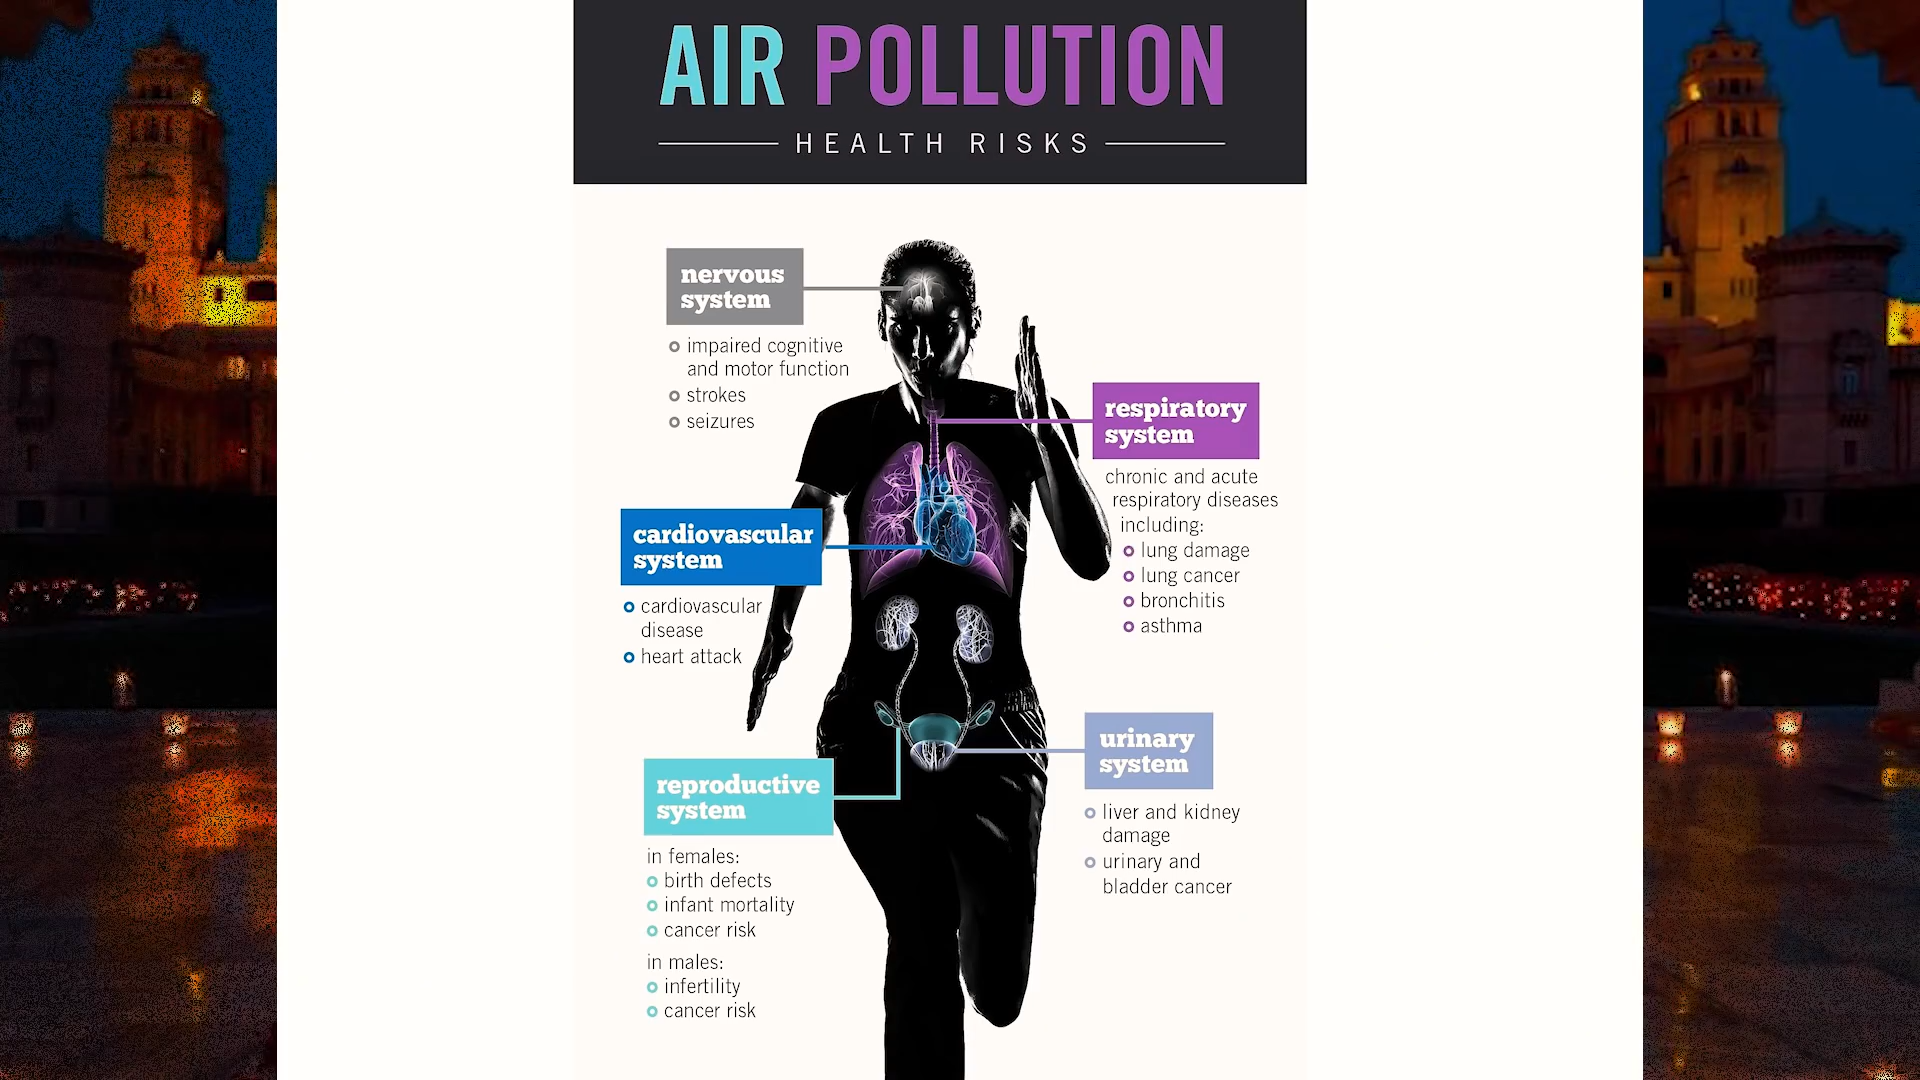 AIR POLLUTION
HEALTH RISKS
nervous
system
impaired cognitive
and motor function
strokes
seizures
respiratory
system
chronic and acute
respiratory diseases
including:
lung damage
lung cancer
bronchitis
asthma
cardiovascular
system
cardiovascular
disease
heart attack
urinary
system
liver and kidney
damage
urinary and
bladder cancer
reproductive
system
in females:
birth defects
infant mortality
cancer risk
in males:
infertility
cancer risk